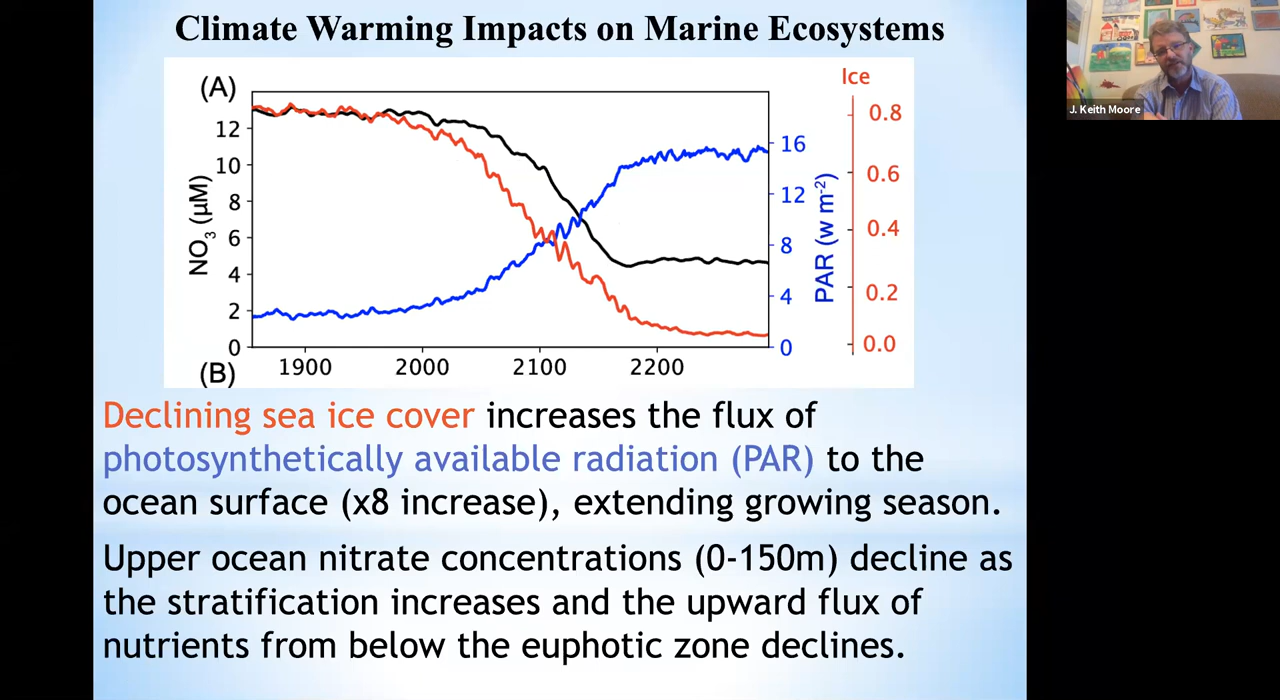 Climate Warming Impacts on Marine Ecosystems
J. Keith Moore
(A)
Ice
12
10
8
6
4
2
0
NO3 (µM)
16
12
8
4
0
PAR (w m-2)
0.8
0.6
0.4
0.2
0.0
1900 2000 2100 2200
(B)
Declining sea ice cover increases the flux of
photosynthetically available radiation (PAR) to the
ocean surface (x8 increase), extending growing season.
Upper ocean nitrate concentrations (0-150m) decline as
the stratification increases and the upward flux of
nutrients from below the euphotic zone declines.